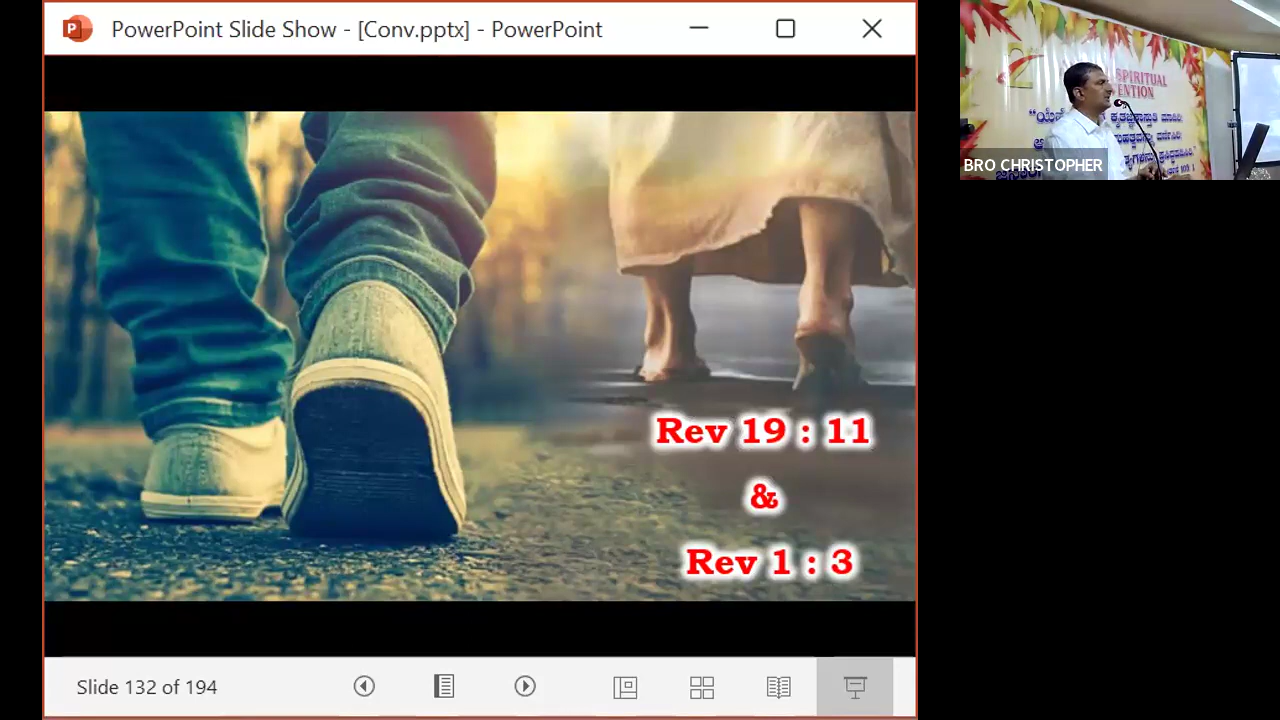 PowerPoint Slide Show - [Conv.pptx] - PowerPoint
Rev 19 : 11
&
Rev 1 : 3
Slide 132 of 194
SPIRITUAL
ENTION
BRO CHRISTOPHER